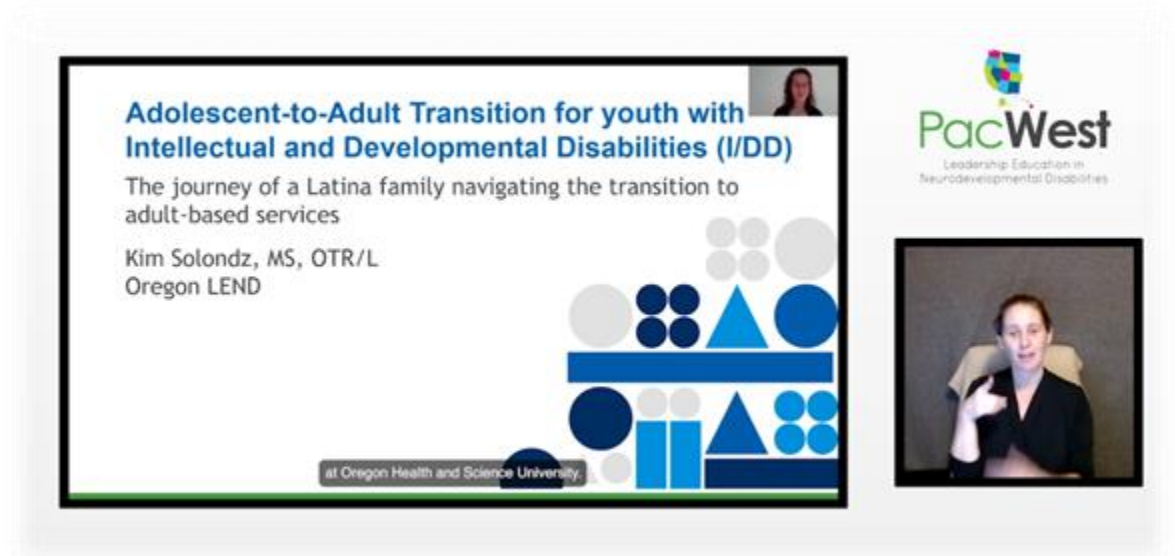 Adolescent-to-Adult Transition for youth with
Intellectual and Developmental Disabilities (I/DD)
The journey of a Latina family navigating the transition to
adult-based services
Kim Solondz, MS, OTR/L
Oregon LEND
at Oregon Health and Science University.
PacWest
Leadership Education in
Neurodevelopmental Disabilities